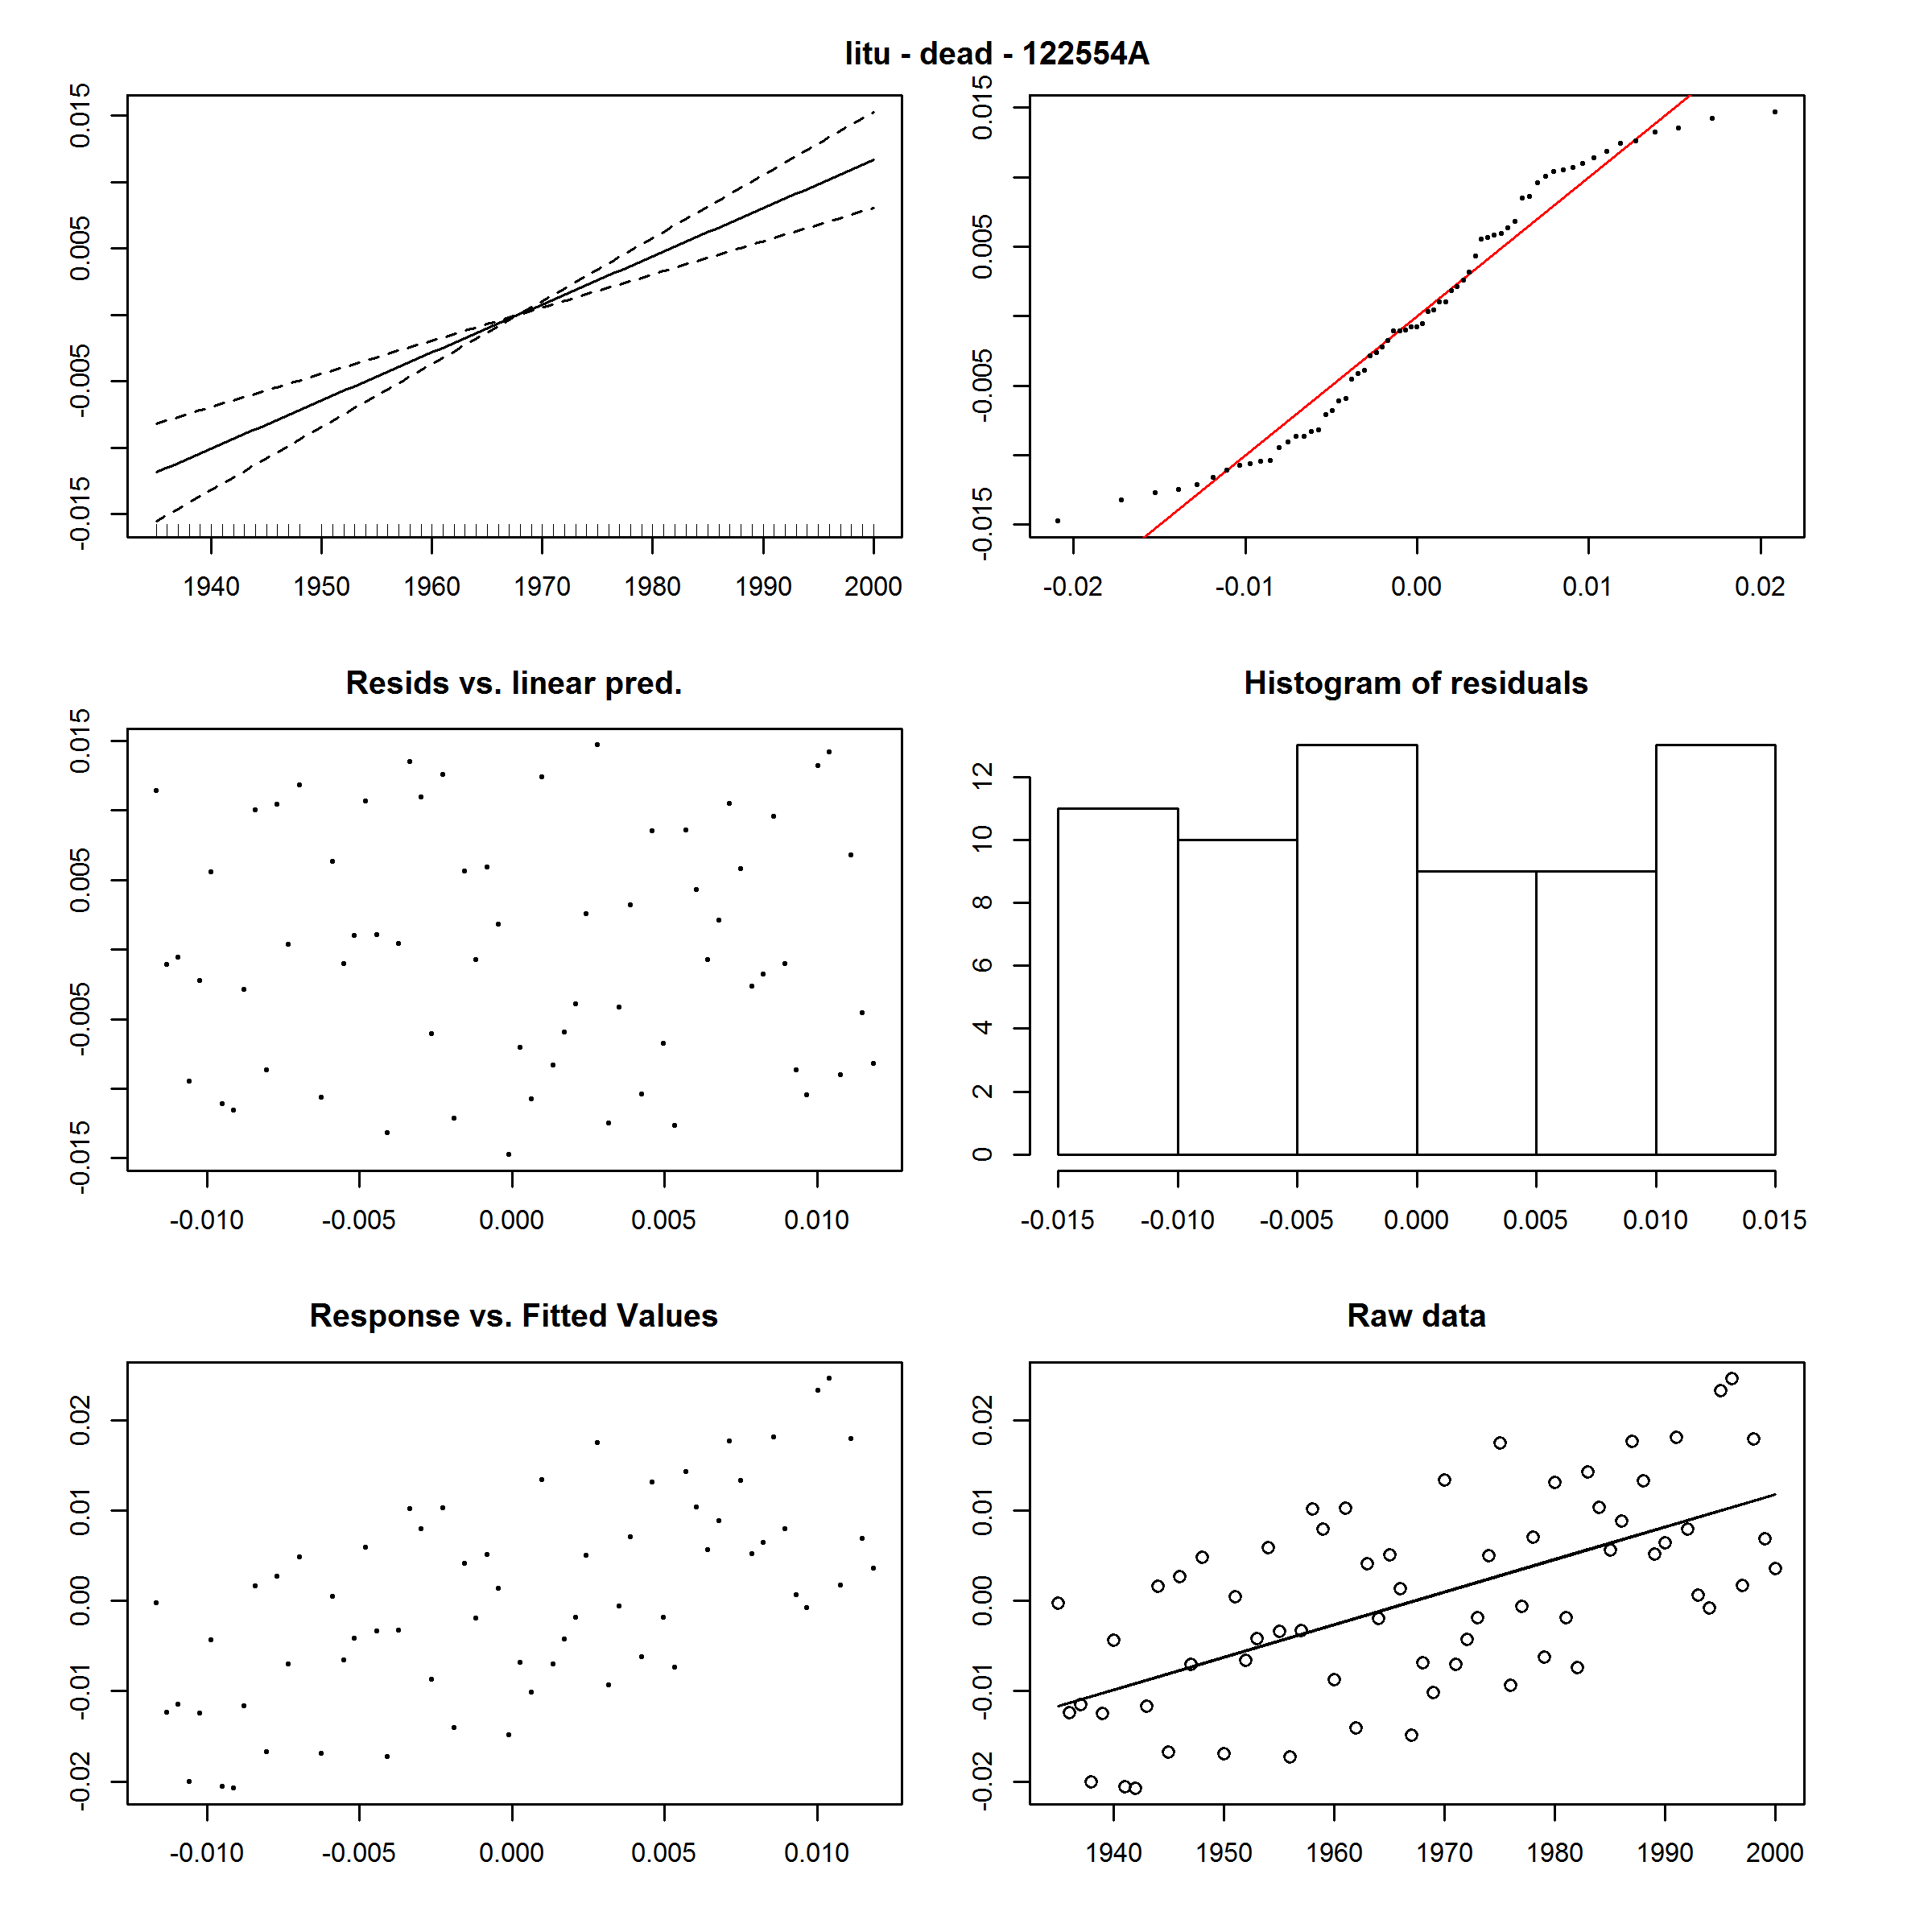 litu - dead - 122554A
0.015
0.005
-0.005
-0.015
1940 1950 1960 1970 1980 1990 2000
0.015
0.005
-0.005
-0.015
-0.02 -0.01 0.00 0.01 0.02
Resids vs. linear pred.
0.015
0.005
-0.005
-0.015
-0.010 -0.005 0.000 0.005 0.010
Histogram of residuals
12
10
8
6
4
2
0
-0.015 -0.010 -0.005 0.000 0.005 0.010 0.015
Response vs. Fitted Values
0.02
0.01
0.00
-0.01
-0.02
-0.010 -0.005 0.000 0.005 0.010
Raw data
0.02
0.01
0.00
-0.01
-0.02
1940 1950 1960 1970 1980 1990 2000